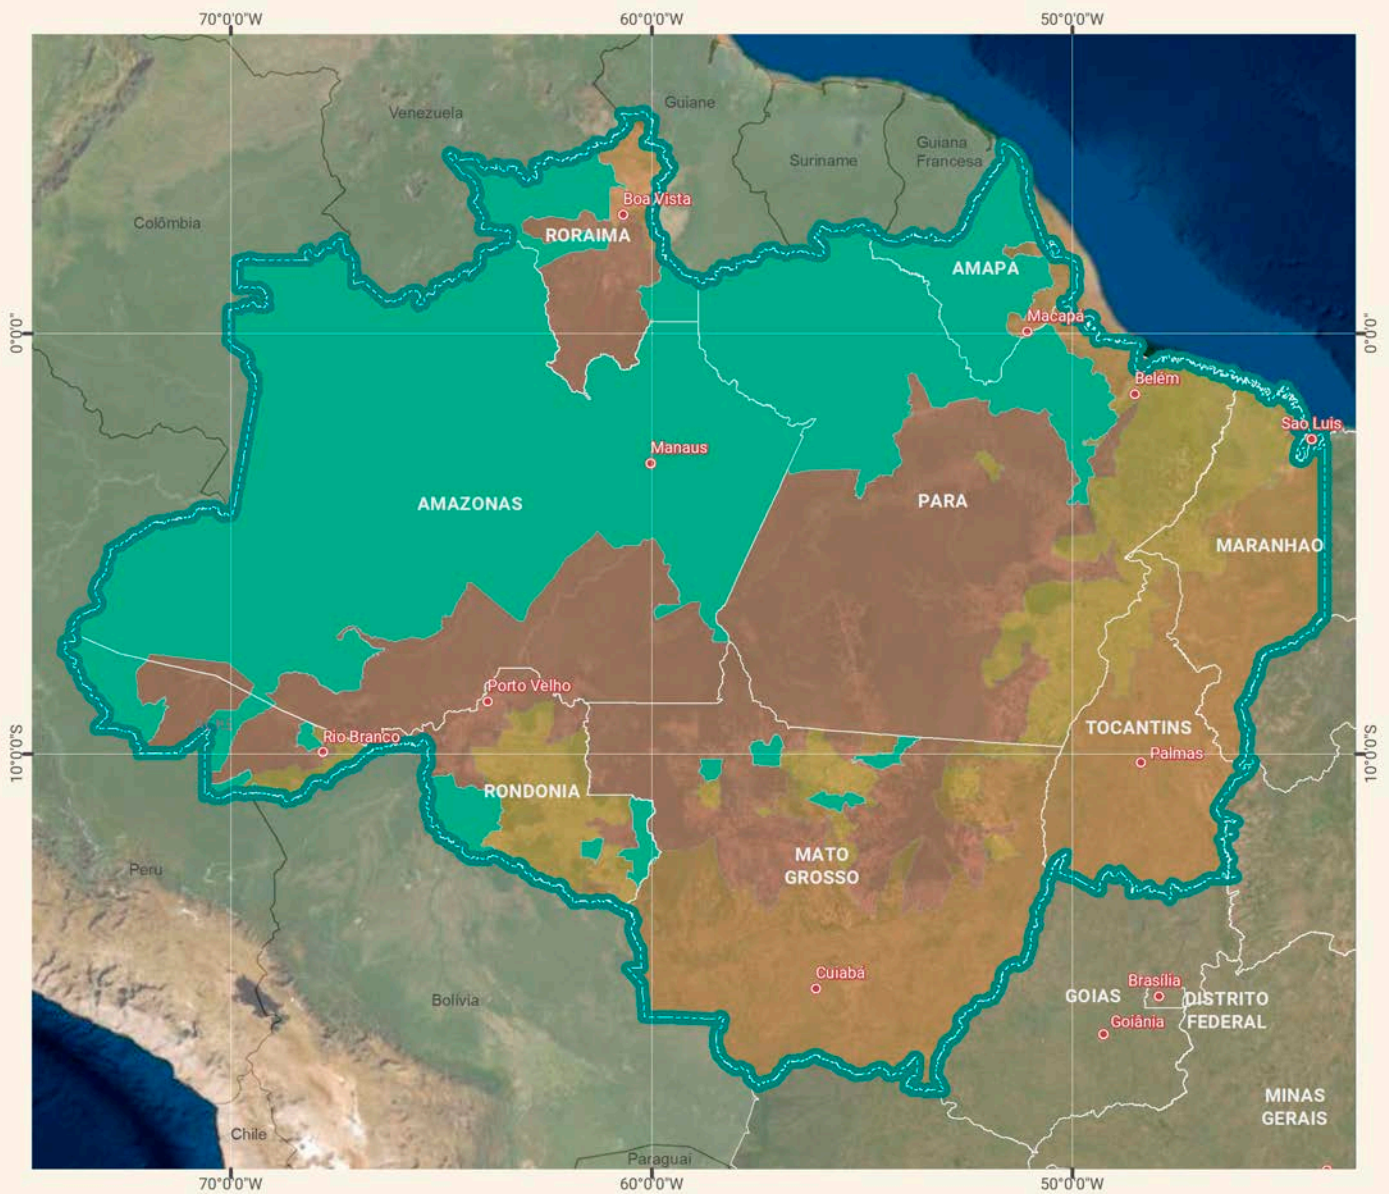 70°0'0"W
60°0'0"W
50°0'0"W
Venezuela
Guiane
Suriname
Guiana
Francesa
Colômbia
Boa Vista
RORAIMA
AMAPA
Macapá
0°0'0"
0°0'0"
Belém
Sao Luis
Manaus
AMAZONAS
PARA
MARANHAO
Porto Velho
Rio Branco
TOCANTINS
Palmas
10°0'0"S
10°0'0"S
RONDONIA
MATO
GROSSO
Peru
Cuiabá
Bolívia
Brasília
GOIAS
DISTRITO
FEDERAL
Goiânia
MINAS
GERAIS
Chile
Paraguai
70°0'0"W
60°0'0"W
50°0'0"W